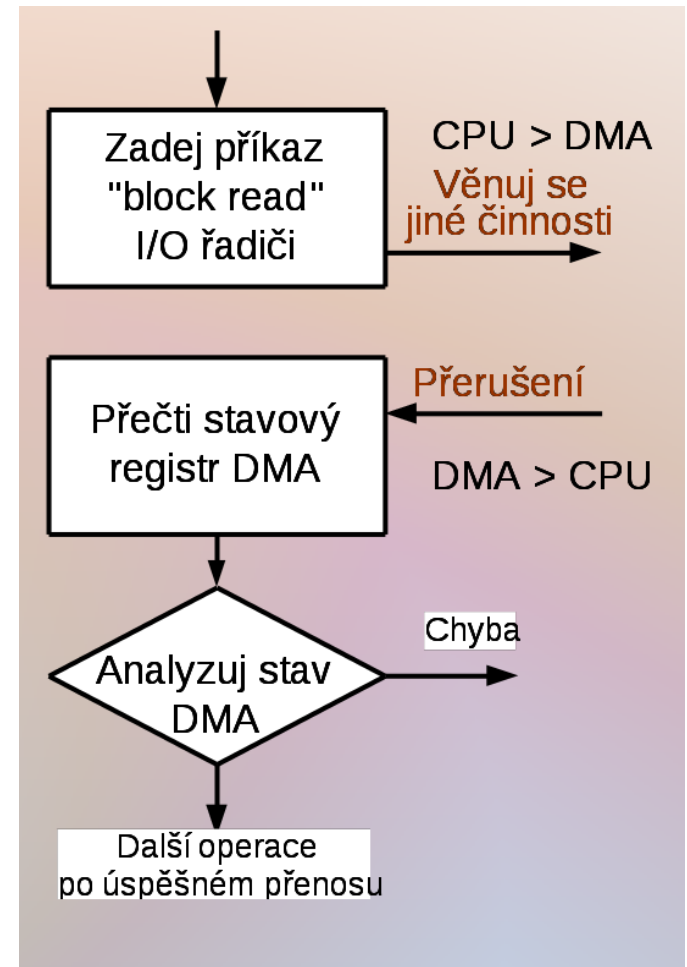 Zadej příkaz
"block read"
I/O řadiči
CPU > DMA
Věnuj se
jiné činnosti
Přečti stavový
registr DMA
Přerušení
DMA > CPU
Analyzuj stav
DMA
Chyba
Další operace
po úspěšném přenosu